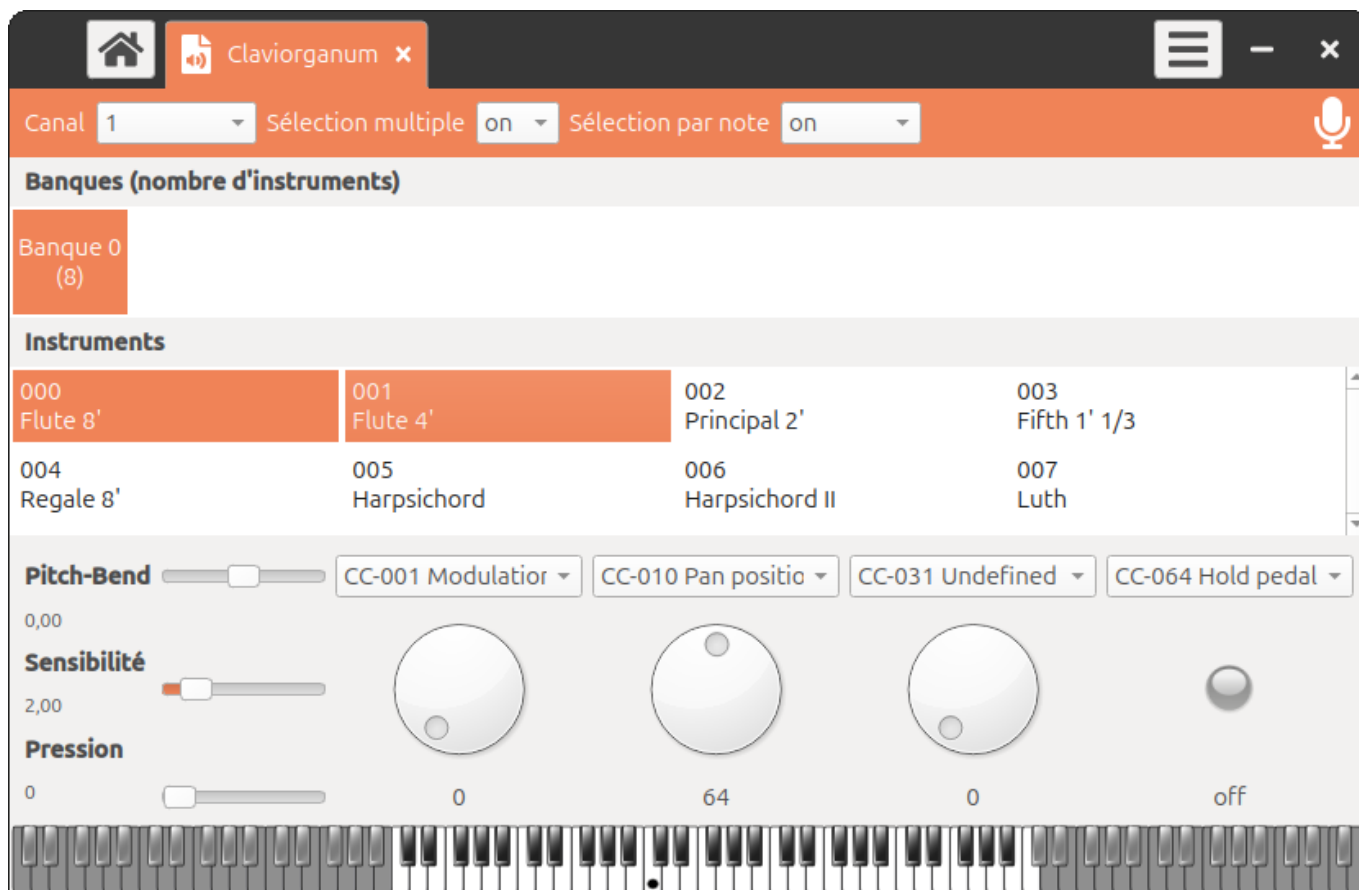 Claviorganum ×
Canal 1 Sélection multiple on Sélection par note on
Banques (nombre d'instruments)
Banque 0
(8)
Instruments
000 001 002 003
Flute 8' Flute 4' Principal 2' Fifth 1' 1/3
004 005 006 007
Regale 8' Harpsichord Harpsichord II Luth
Pitch-Bend CC-001 Modulation CC-010 Pan positio CC-031 Undefined CC-064 Hold pedal
0,00
Sensibilité
2,00
Pression
0 0 64 0 off